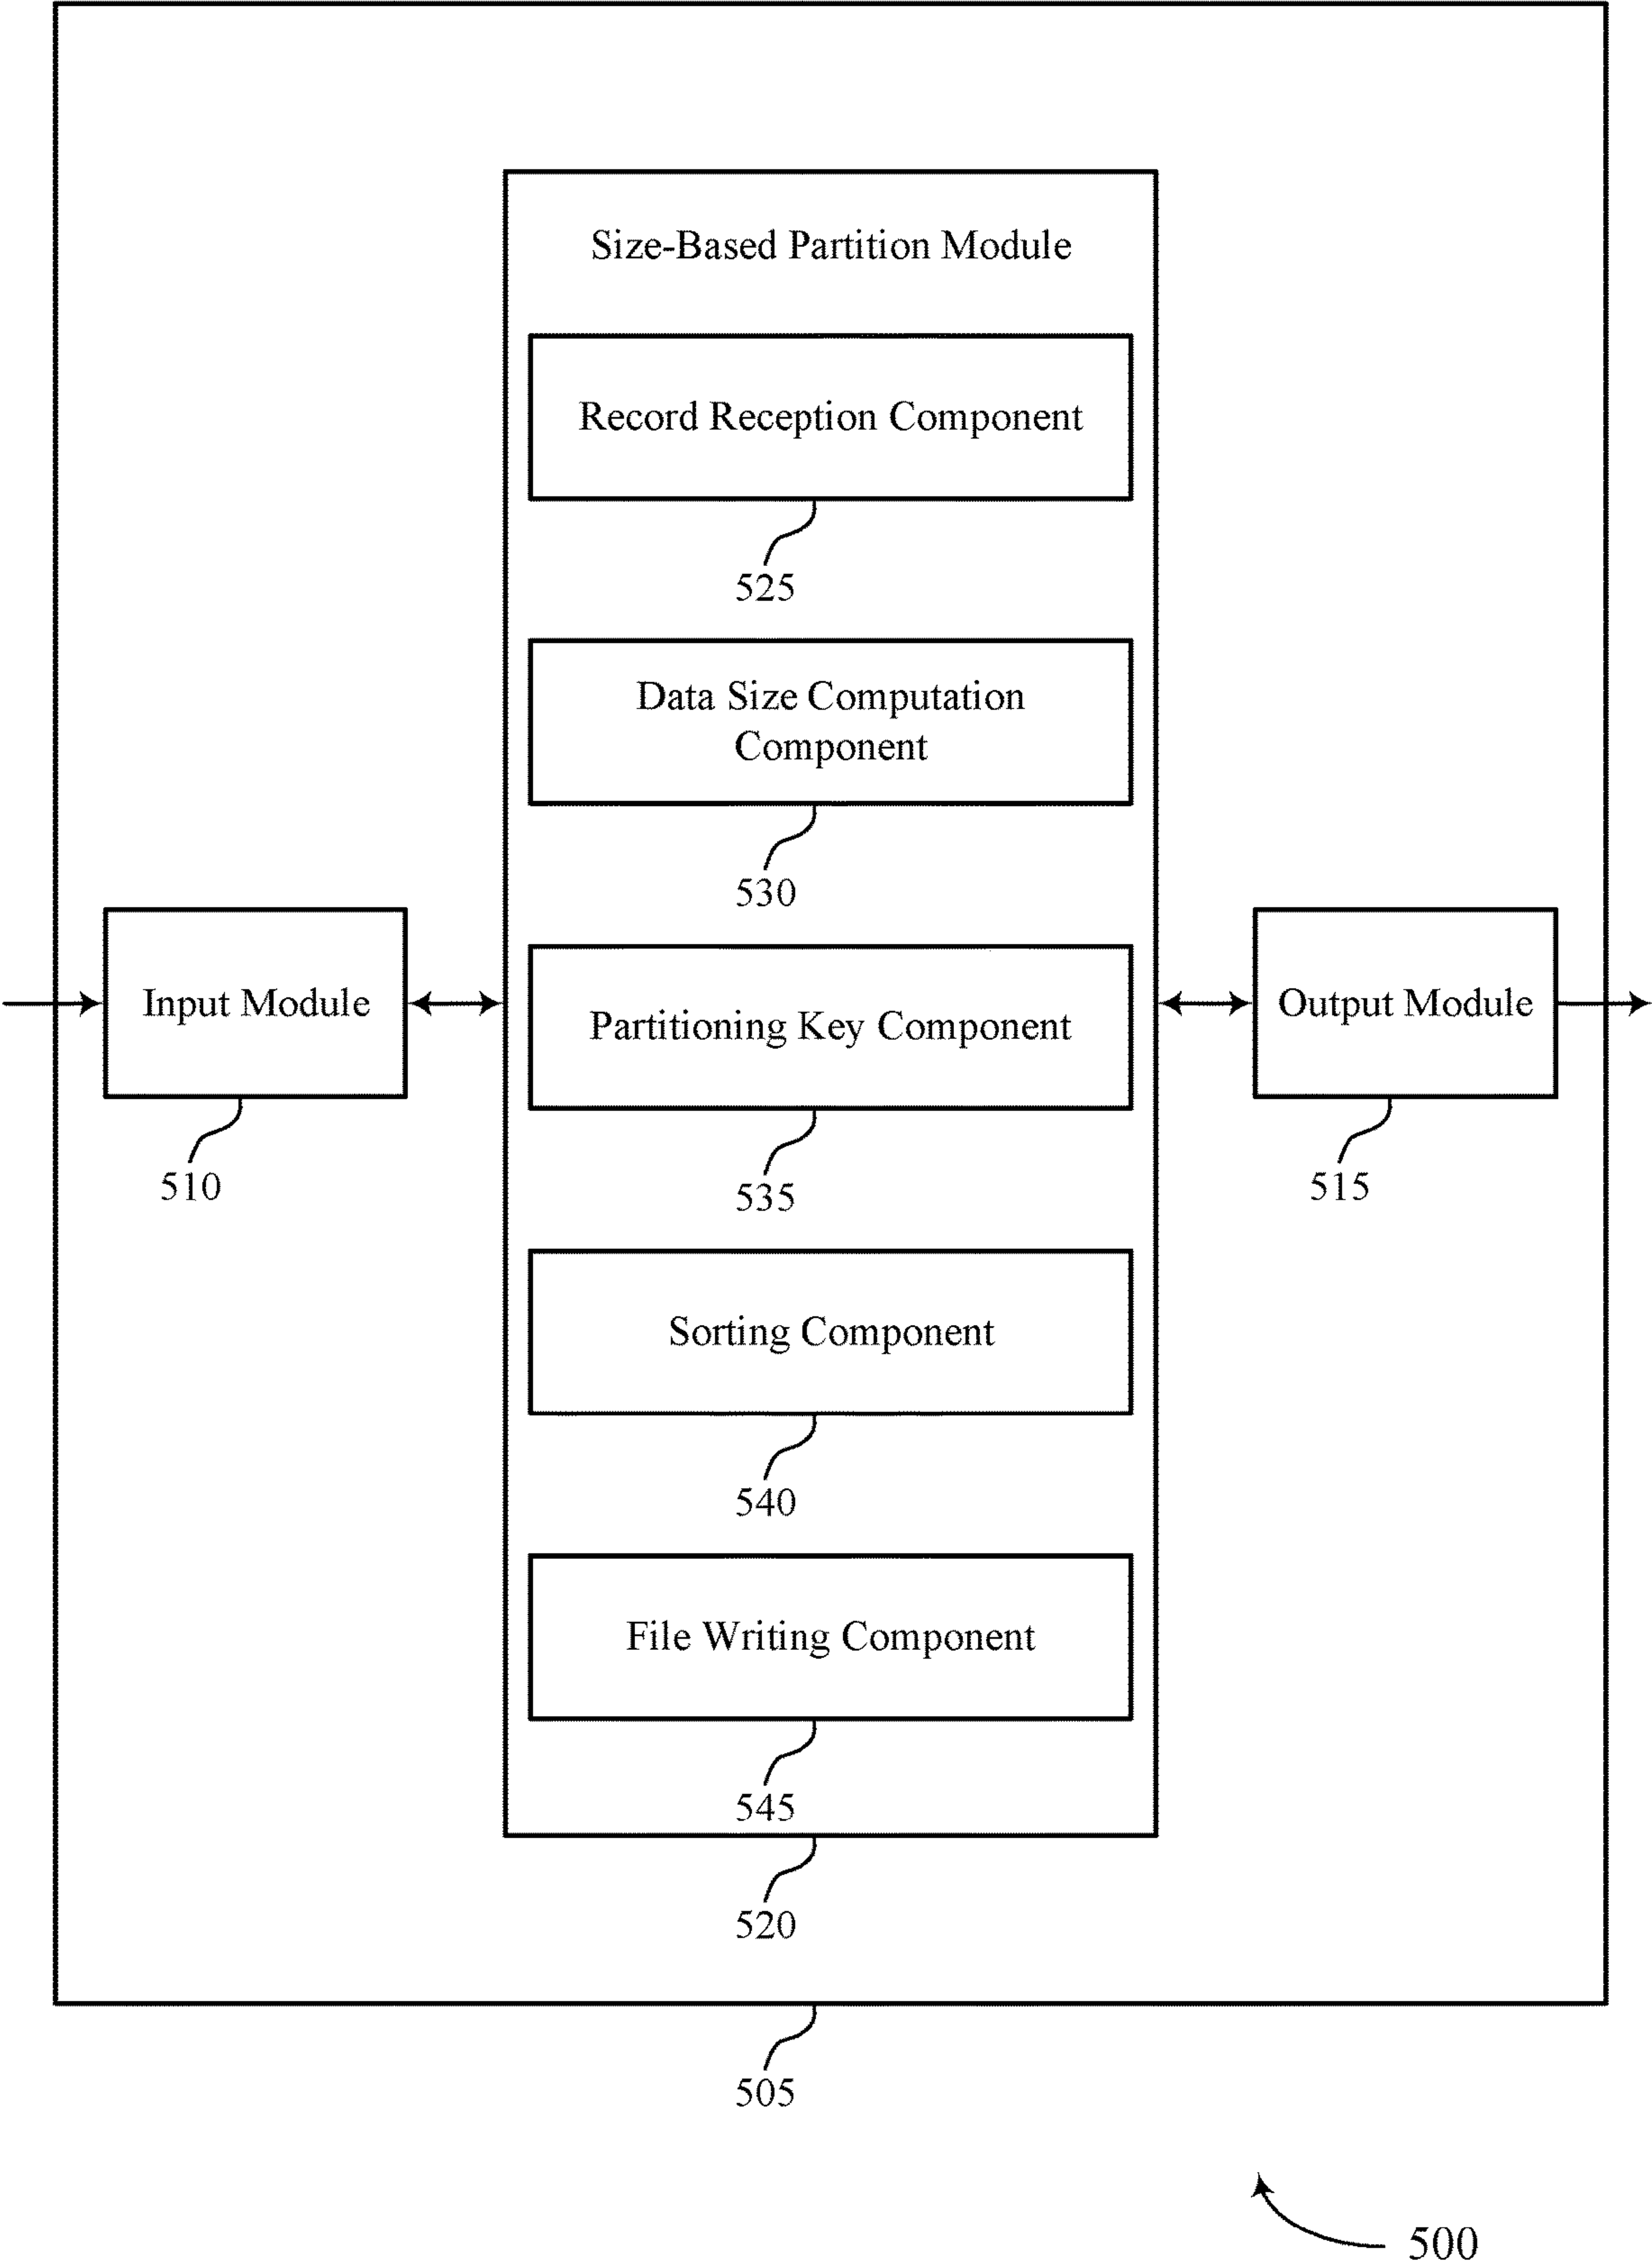 Size-Based Partition Module
Record Reception Component
525
Data Size Computation
Component
530
Input Module
510
Partitioning Key Component
535
Output Module
515
Sorting Component
540
File Writing Component
545
520
505
500